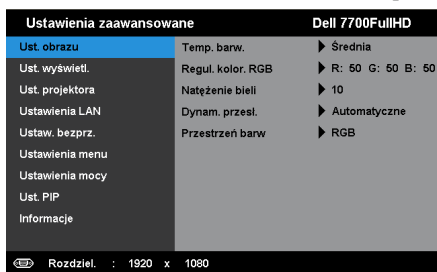 Ustawienia zaawansowane Dell 7700FullHD
Ust. obrazu Temp. barw. Średnia
Ust. wyświetl. Regul. kolor. RGB R: 50 G: 50 B: 50
Ust. projektora Natężenie bieli 10
Ustawienia LAN Dynam. przesł. Automatyczne
Ustaw. bezprz. Przestrzeń barw RGB
Ustawienia menu
Ustawienia mocy
Ust. PIP
Informacje
Rozdziel. : 1920 x 1080